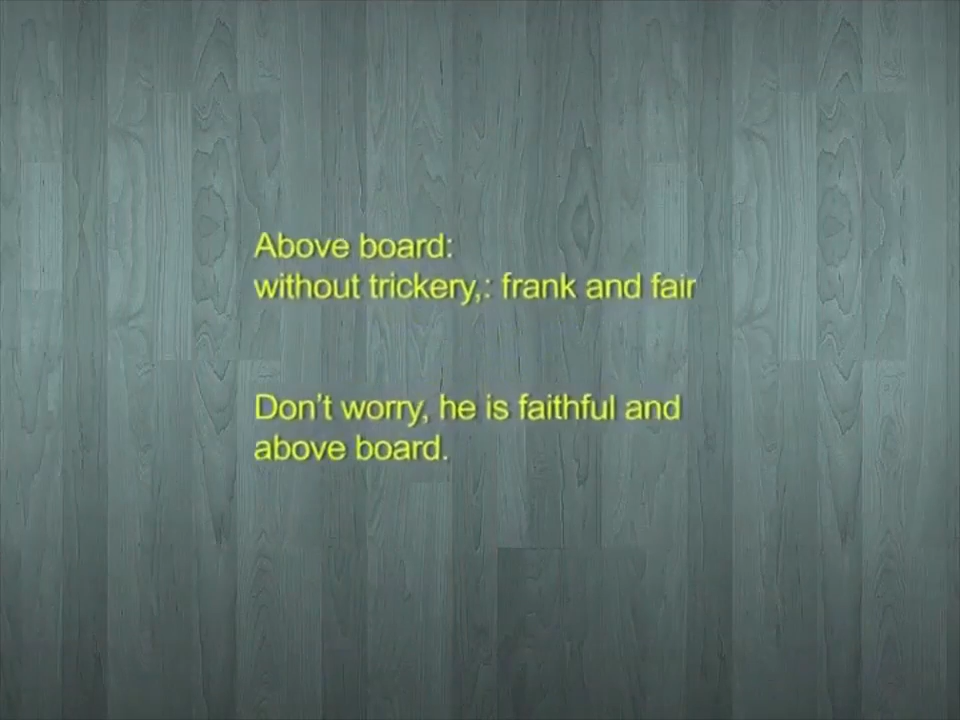 Above board:
without trickery,: frank and fair
Don't worry, he is faithful and
above board.